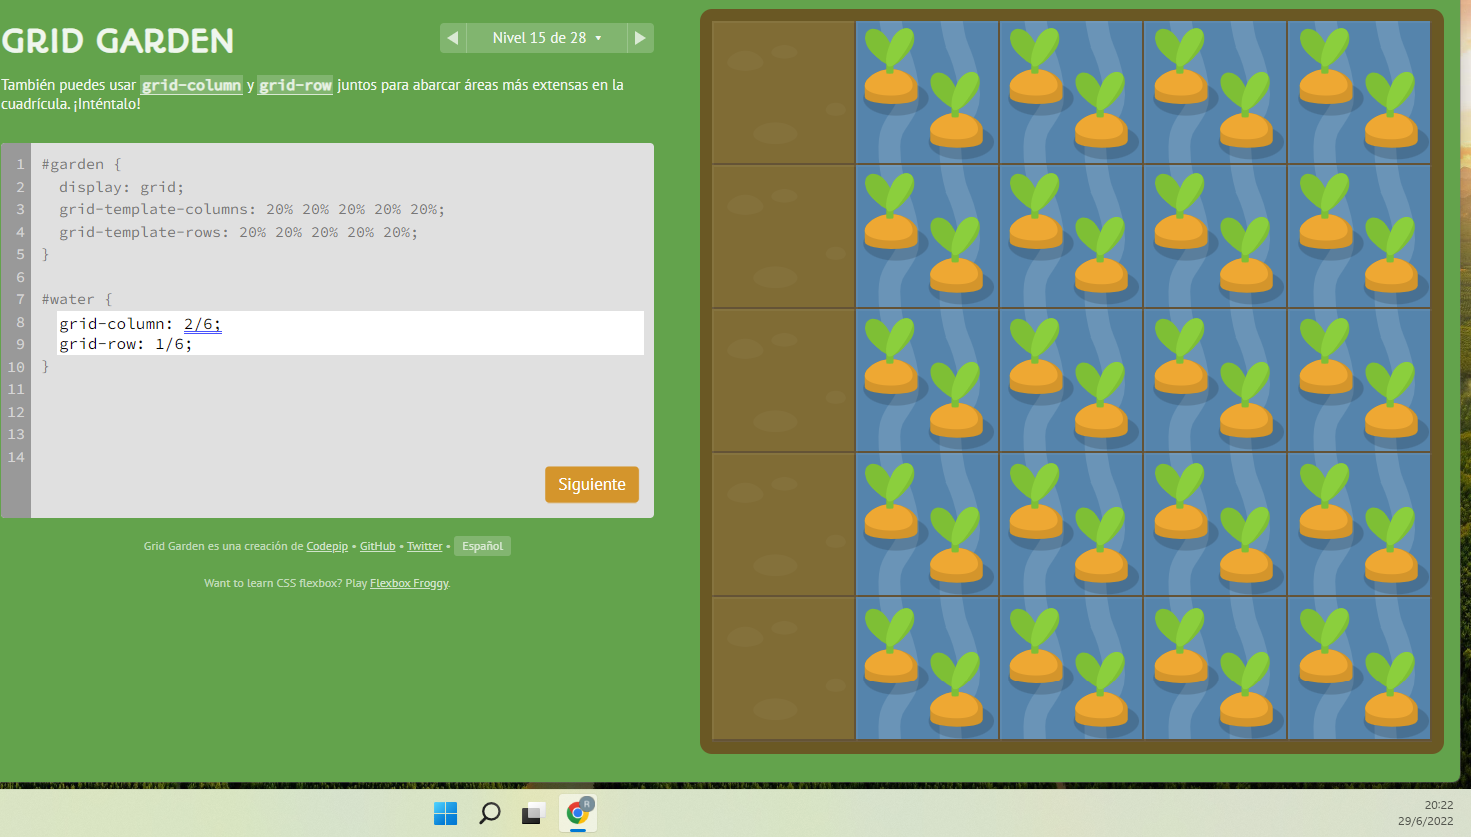 GRID GARDEN
Nivel 15 de 28
También puedes usar grid-column y grid-row juntos para abarcar áreas más extensas en la
cuadrícula. ¡Inténtalo!
1 #garden {
2 display: grid;
3 grid-template-columns: 20% 20% 20% 20% 20%;
4 grid-template-rows: 20% 20% 20% 20% 20%;
5 }
6
7 #water {
8 grid-column: 2/6;
9 grid-row: 1/6;
10 }
11
12
13
14
Siguiente
Grid Garden es una creación de Codepip • GitHub • Twitter • Español
Want to learn CSS flexbox? Play Flexbox Froggy.
R
20:22
29/6/2022